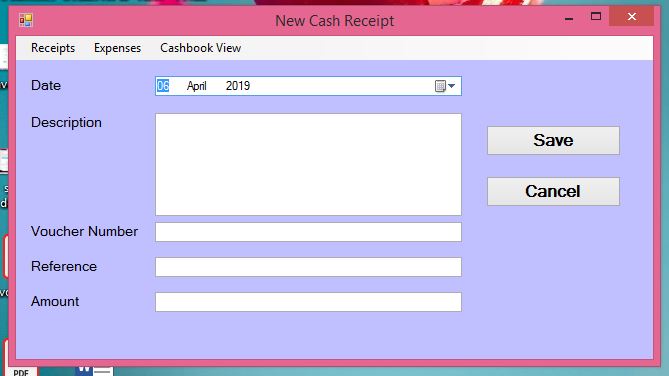 New Cash Receipt
Receipts Expenses Cashbook View
Date
06 April 2019
Description
Save
Cancel
Voucher Number
Reference
Amount
PDF
W